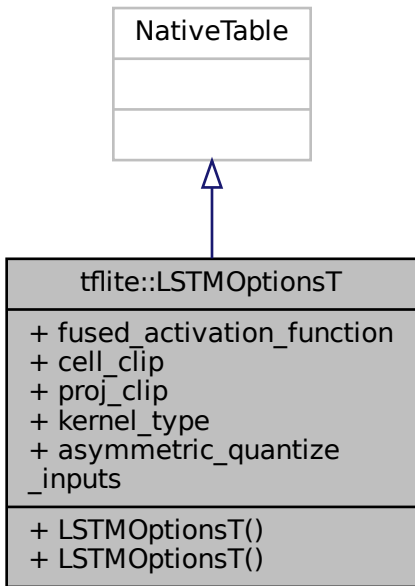 NativeTable
tflite::LSTMOptionsT
+ fused_activation_function
+ cell_clip
+ proj_clip
+ kernel_type
+ asymmetric_quantize
_inputs
+ LSTMOptionsT()
+ LSTMOptionsT()